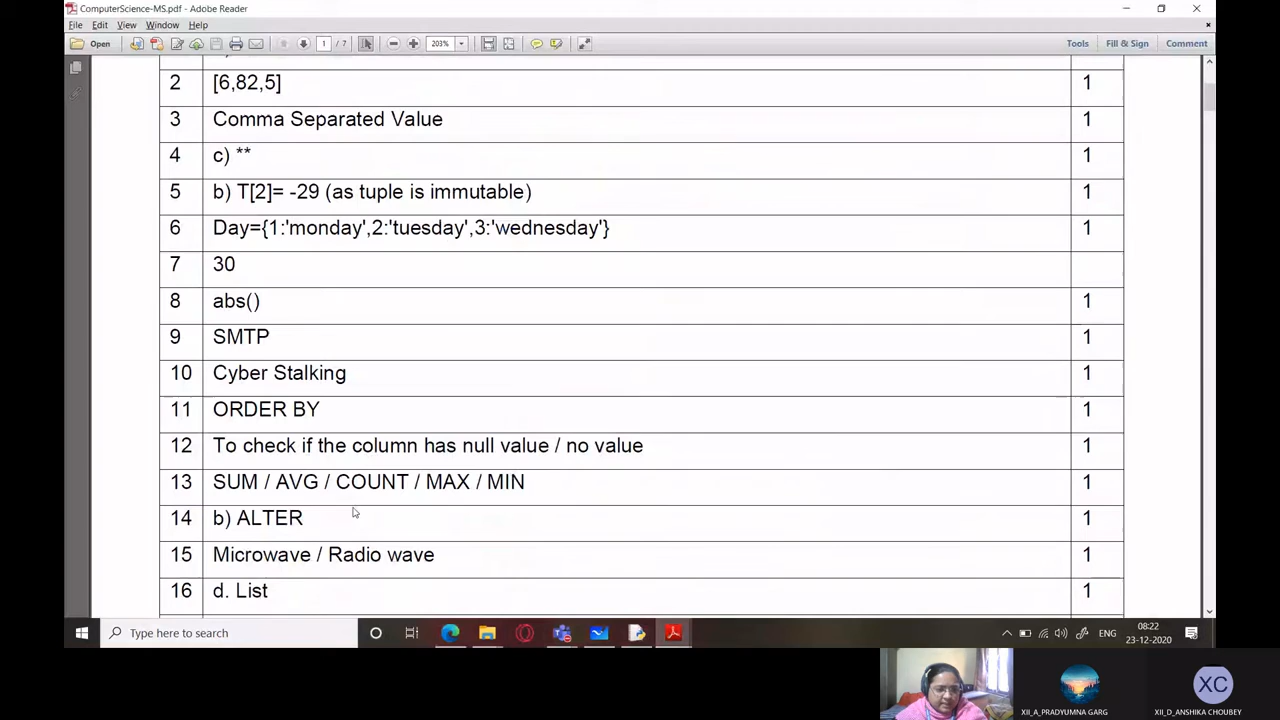 ComputerScience-MS.pdf - Adobe Reader
File Edit View Window Help
Open 1 / 7 203% Tools Fill & Sign Comment
2 [6,82,5] 1
3 Comma Separated Value 1
4 c) ** 1
5 b) T[2]= -29 (as tuple is immutable) 1
6 Day={1:'monday',2:'tuesday',3:'wednesday'} 1
7 30
8 abs() 1
9 SMTP 1
10 Cyber Stalking 1
11 ORDER BY 1
12 To check if the column has null value / no value 1
13 SUM / AVG / COUNT / MAX / MIN 1
14 b) ALTER 1
15 Microwave / Radio wave 1
16 d. List 1
Type here to search ENG 08:22
23-12-2020
XC
XII_A_PRADYUMNA GARG XII_D_ANSHIKA CHOUBEY